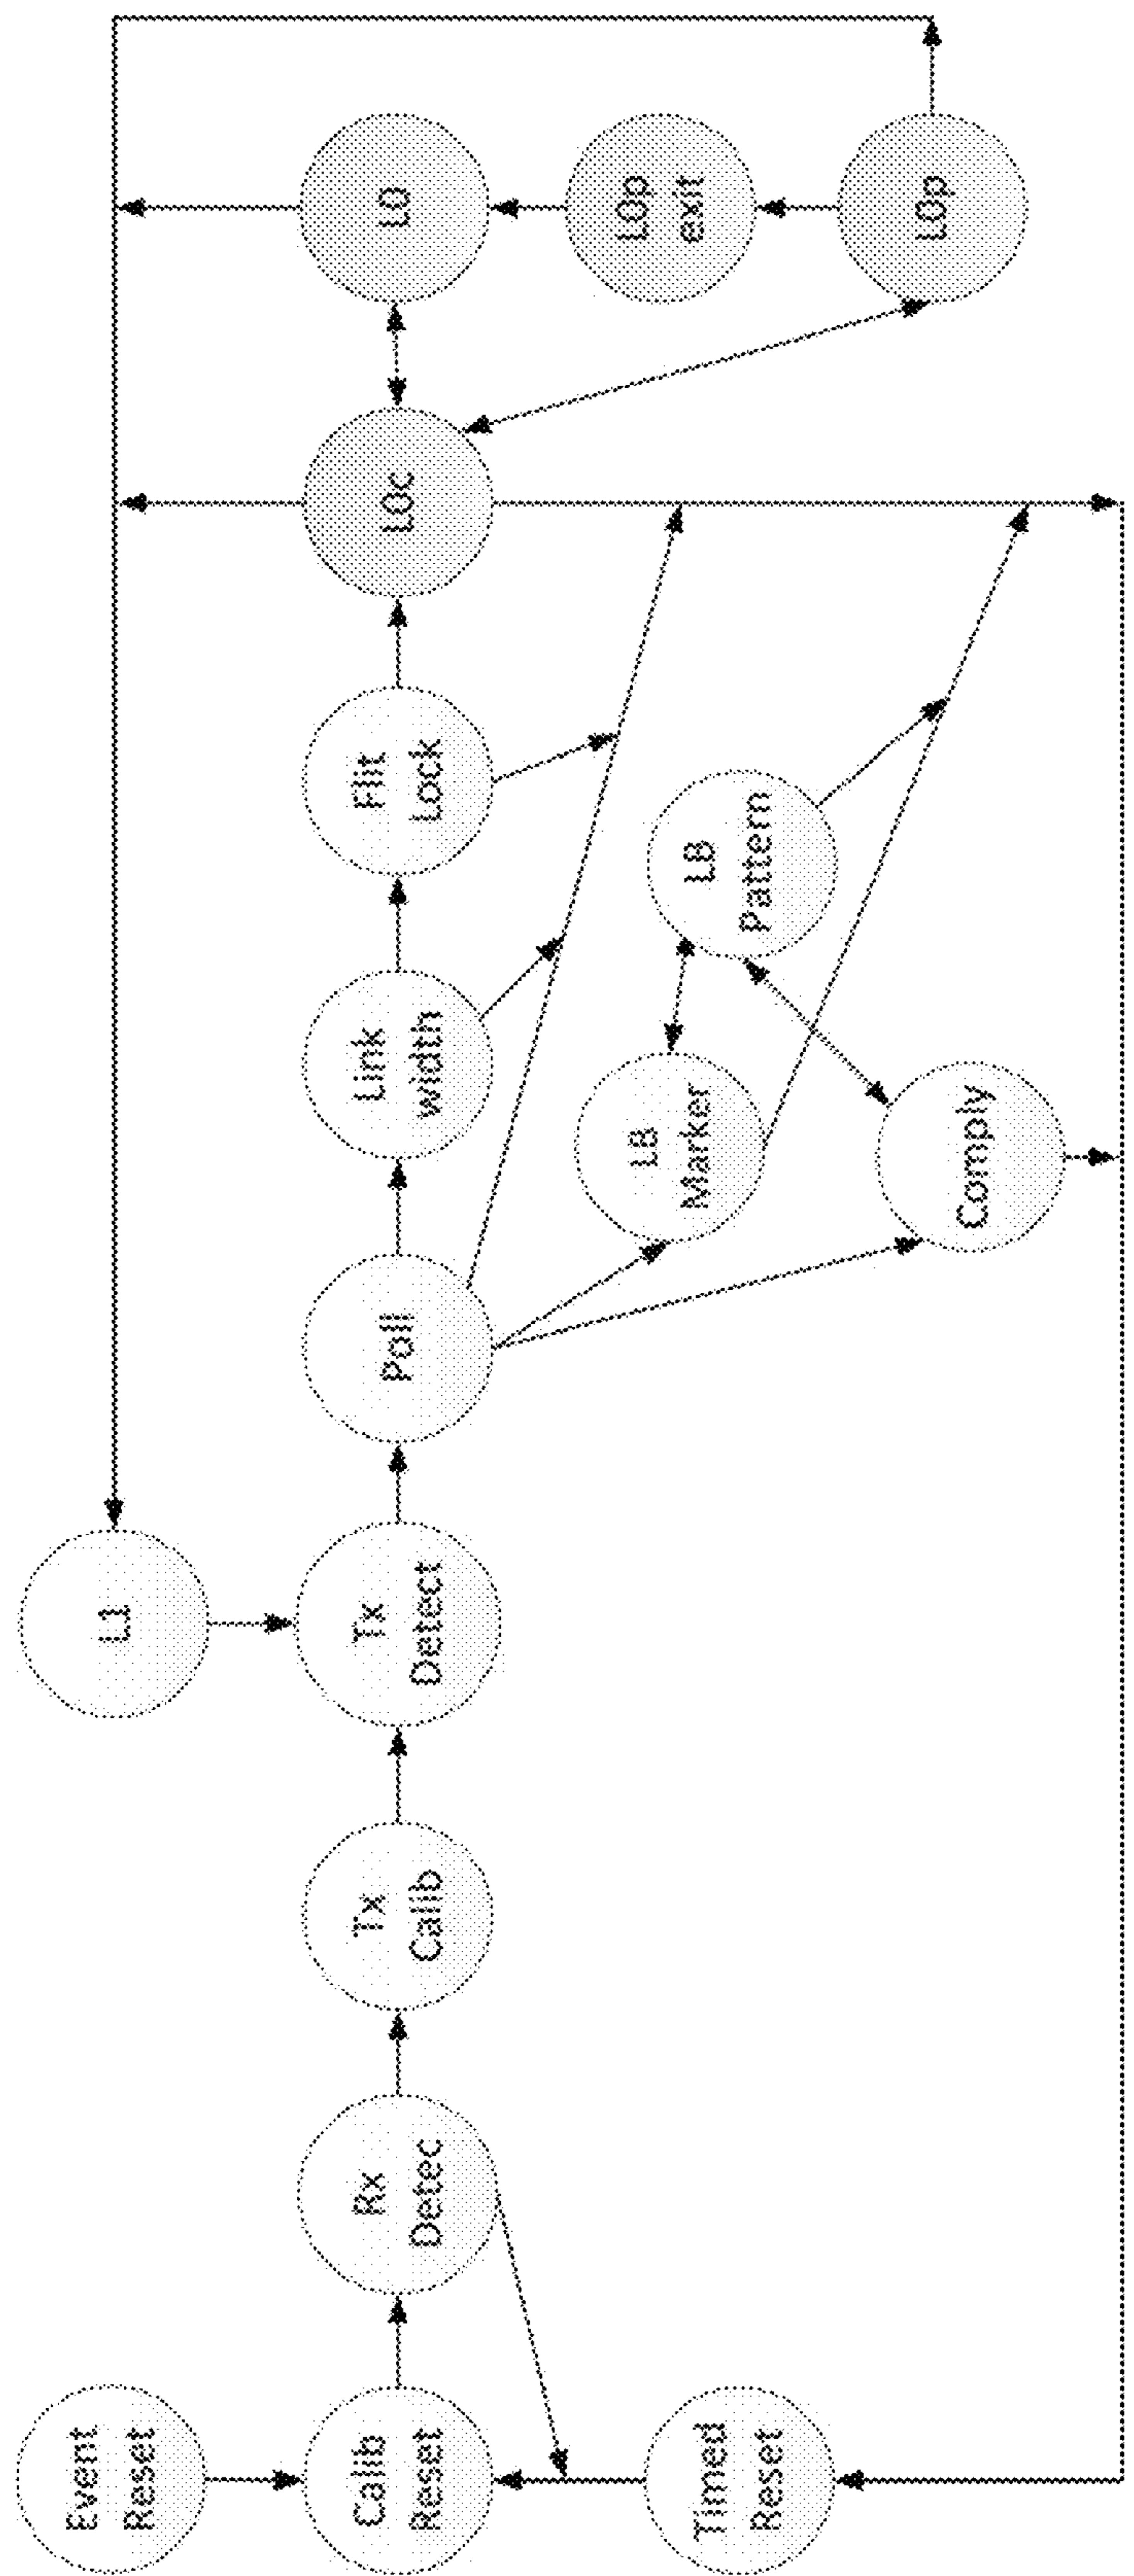 Event
Reset
L1
Calib
Reset
Rx
Detec
Tx
Calib
Tx
Detect
Poll
Link
width
Flit
Lock
L0c
L0
Timed
Reset
LB
Marker
LB
Pattern
L0p
exit
Comply
L0p